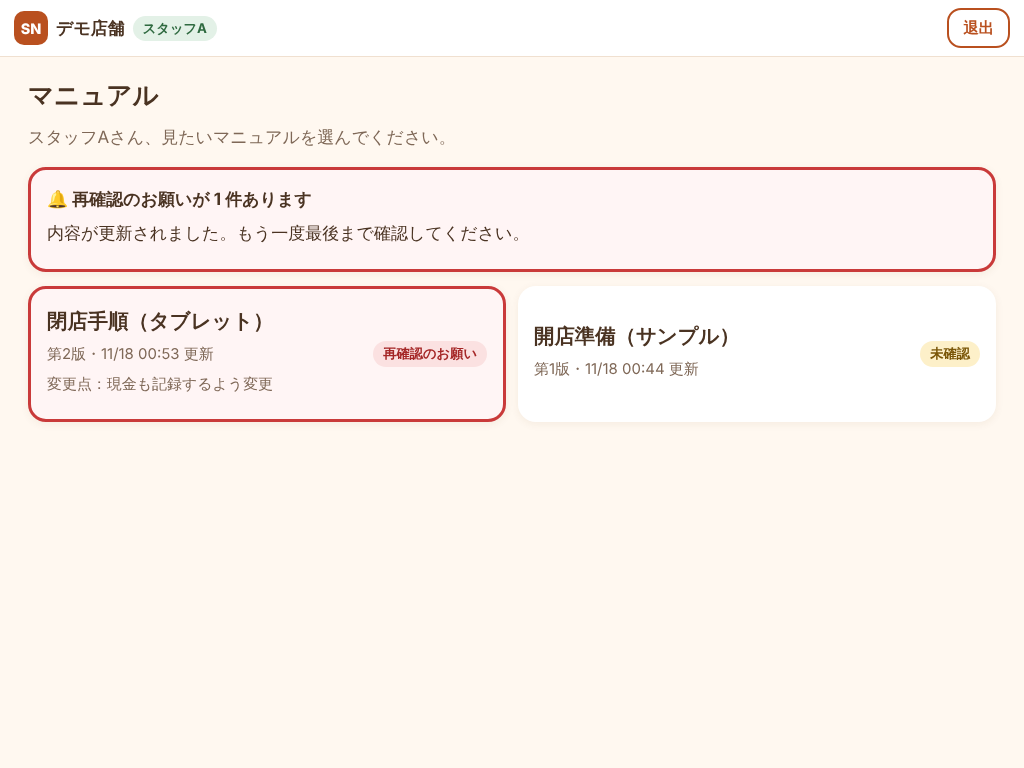 SN デモ店舗 スタッフA 退出
マニュアル
スタッフAさん、見たいマニュアルを選んでください。
🔔 再確認のお願いが 1 件あります
内容が更新されました。もう一度最後まで確認してください。
閉店手順（タブレット）
第2版・11/18 00:53 更新
再確認のお願い
変更点：現金も記録するよう変更
開店準備（サンプル）
第1版・11/18 00:44 更新
未確認